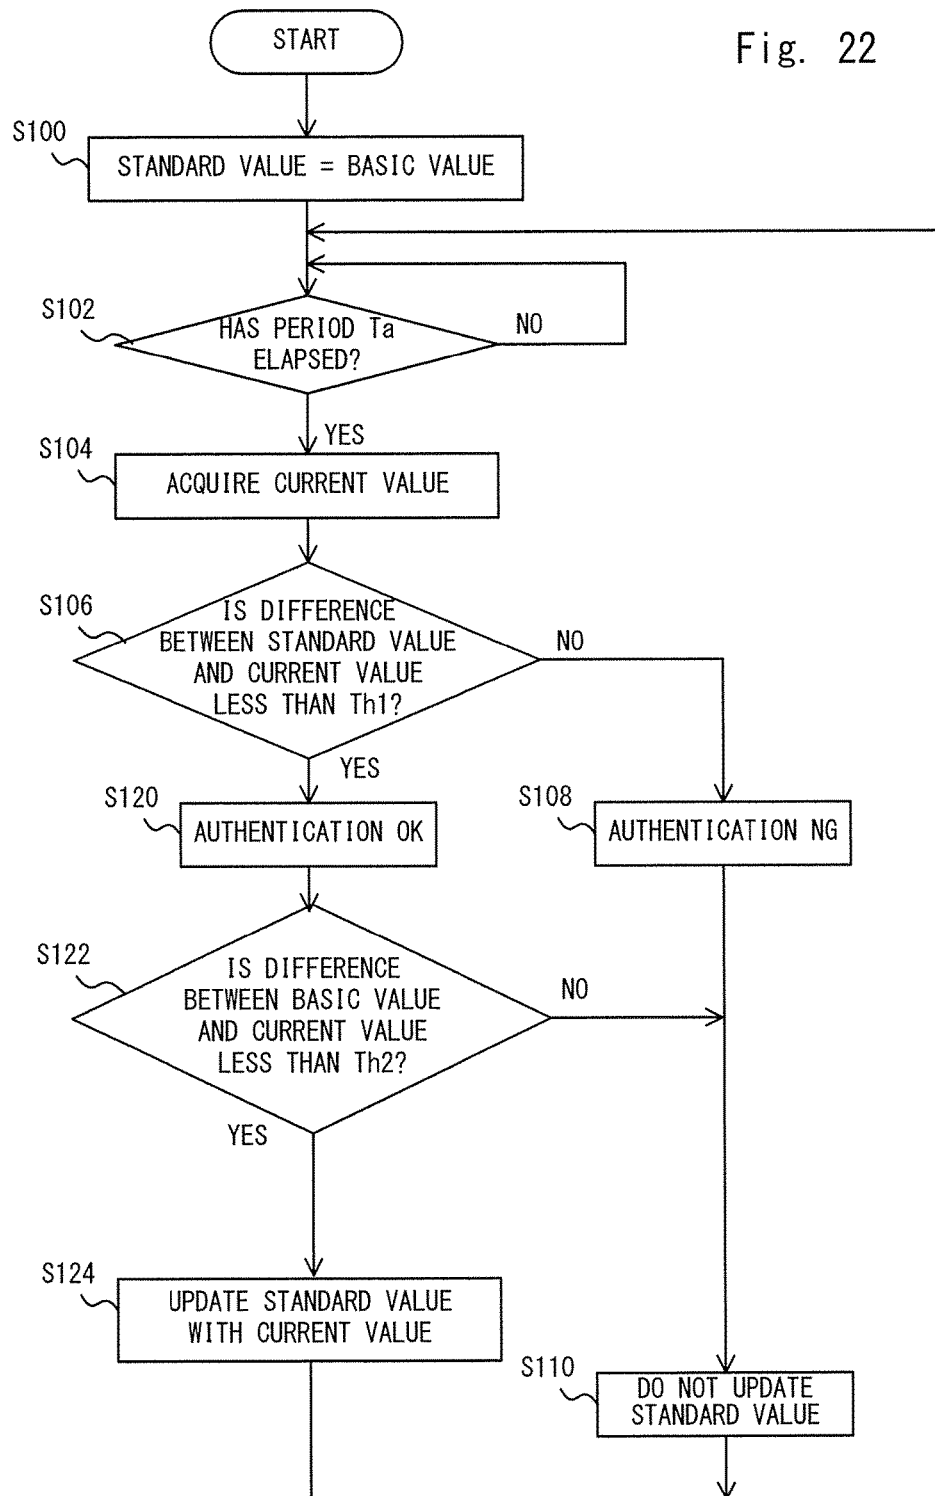 START
Fig. 22
S100
STANDARD VALUE = BASIC VALUE
S102
HAS PERIOD Ta
ELAPSED?
NO
YES
S104
ACQUIRE CURRENT VALUE
S106
IS DIFFERENCE
BETWEEN STANDARD VALUE
AND CURRENT VALUE
LESS THAN Th1?
NO
YES
S120
AUTHENTICATION OK
S108
AUTHENTICATION NG
S122
IS DIFFERENCE
BETWEEN BASIC VALUE
AND CURRENT VALUE
LESS THAN Th2?
NO
YES
S124
UPDATE STANDARD VALUE
WITH CURRENT VALUE
S110
DO NOT UPDATE
STANDARD VALUE